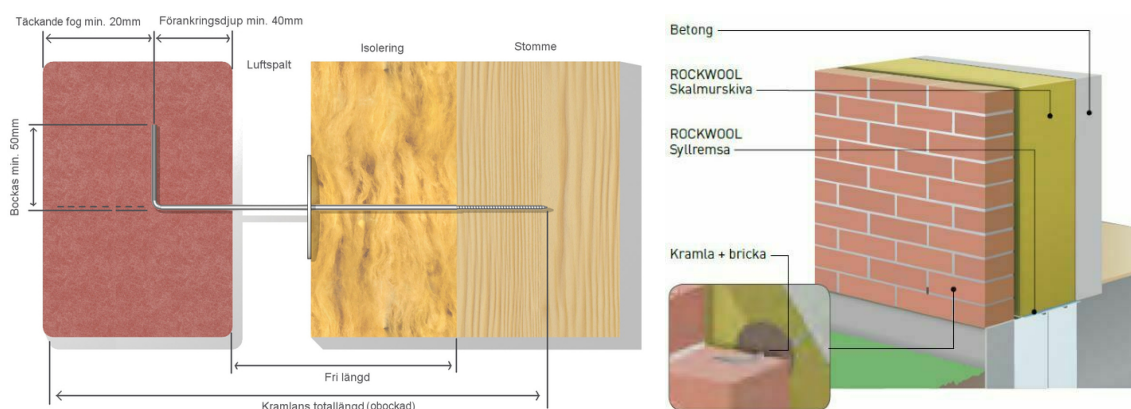 Täckande fog min. 20mm
Förankringsdjup min. 40mm
Luftspalt
Isolering
Stomme
Bockas min. 50mm
Fri längd
Kramlans totallängd (obockad)
Betong
ROCKWOOL
Skalmurskiva
ROCKWOOL
Syllremsa
Kramla + bricka